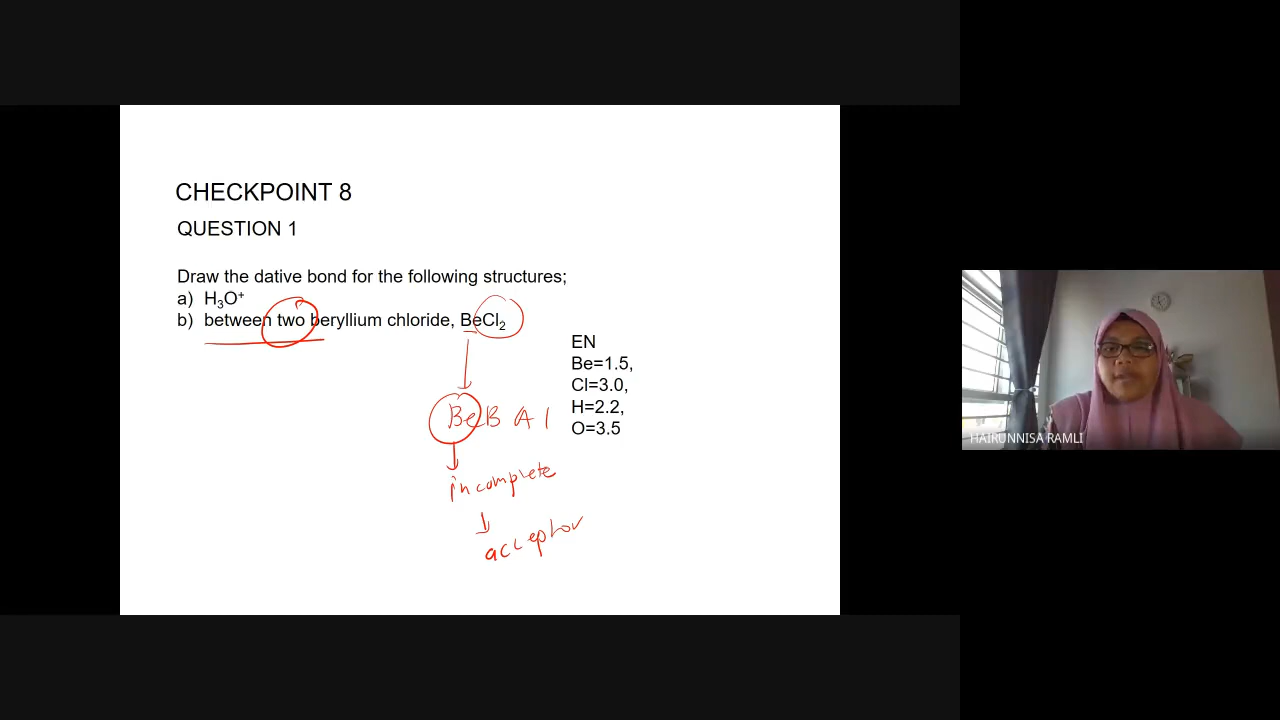 CHECKPOINT 8
QUESTION 1
Draw the dative bond for the following structures;
a) H₃O⁺
b) between two beryllium chloride, BeCl₂
EN
Be=1.5,
Cl=3.0,
H=2.2,
O=3.5
Be B Al
incomplete
acceptor
HAIRUNNISA RAMLI